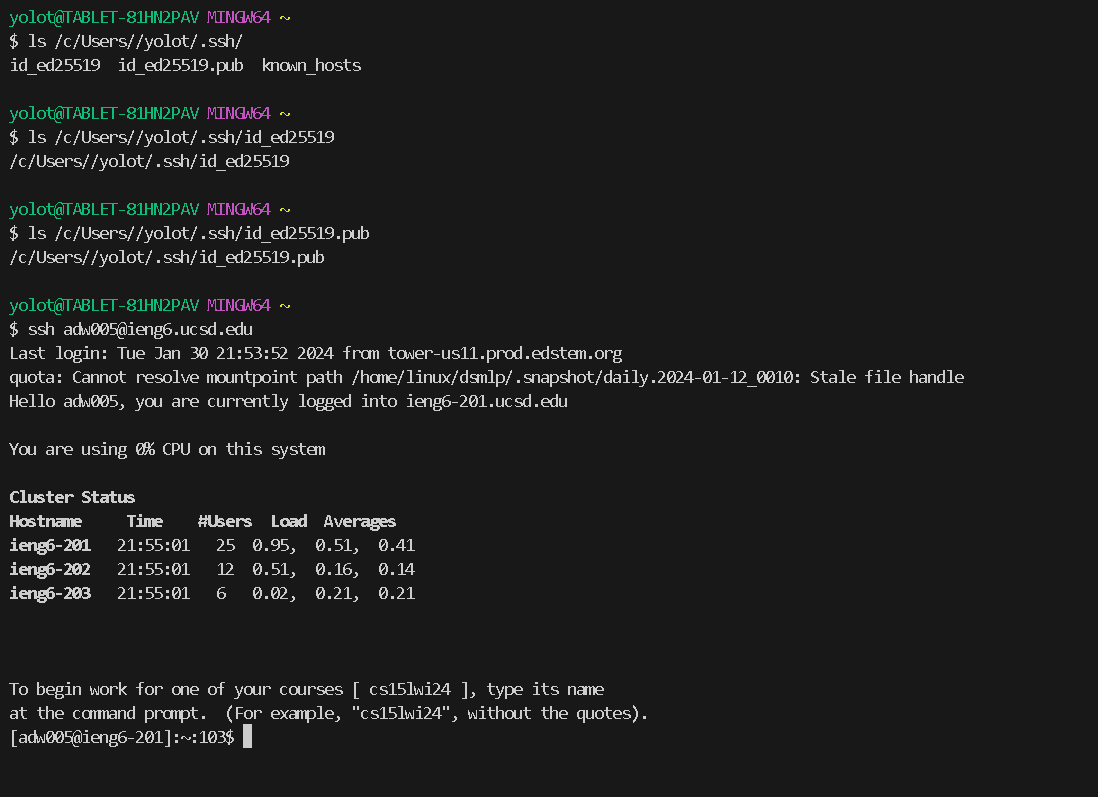 yolot@TABLET-81HN2PAV MINGW64 ~
$ ls /c/Users//yolot/.ssh/
id_ed25519  id_ed25519.pub  known_hosts
yolot@TABLET-81HN2PAV MINGW64 ~
$ ls /c/Users//yolot/.ssh/id_ed25519
/c/Users//yolot/.ssh/id_ed25519
yolot@TABLET-81HN2PAV MINGW64 ~
$ ls /c/Users//yolot/.ssh/id_ed25519.pub
/c/Users//yolot/.ssh/id_ed25519.pub
yolot@TABLET-81HN2PAV MINGW64 ~
$ ssh adw005@ieng6.ucsd.edu
Last login: Tue Jan 30 21:53:52 2024 from tower-us11.prod.edstem.org
quota: Cannot resolve mountpoint path /home/linux/dsmlp/.snapshot/daily.2024-01-12_0010: Stale file handle
Hello adw005, you are currently logged into ieng6-201.ucsd.edu
You are using 0% CPU on this system
Cluster Status
Hostname     Time    #Users  Load  Averages
ieng6-201   21:55:01   25  0.95,  0.51,  0.41
ieng6-202   21:55:01   12  0.51,  0.16,  0.14
ieng6-203   21:55:01   6   0.02,  0.21,  0.21
To begin work for one of your courses [ cs15lwi24 ], type its name
at the command prompt.  (For example, "cs15lwi24", without the quotes).
[adw005@ieng6-201]:~:103$